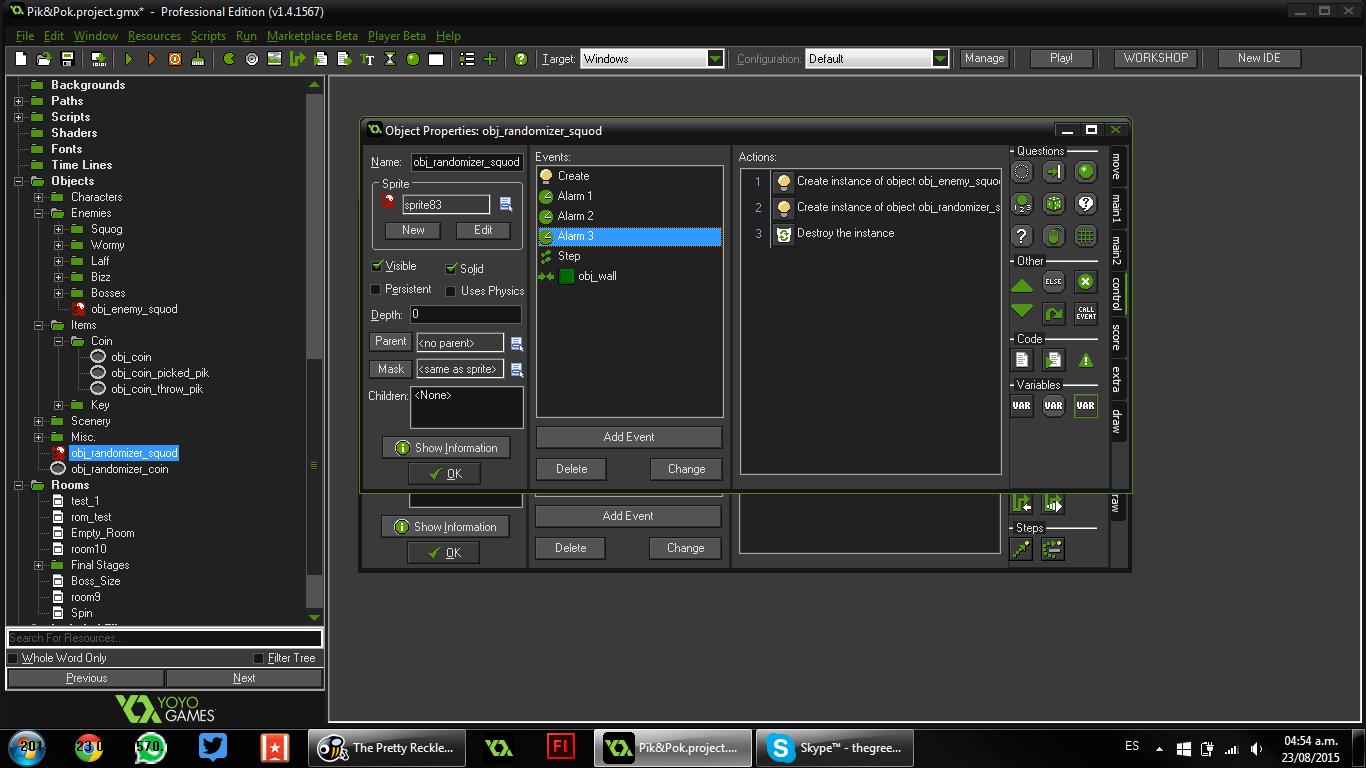 Pik&Pok.project.gmx* - Professional Edition (v1.4.1567)
File Edit Window Resources Scripts Run Marketplace Beta Player Beta Help
Target: Windows Configuration: Default Manage Play! WORKSHOP New IDE
Backgrounds
Paths
Scripts
Shaders
Fonts
Time Lines
Objects
Characters
Enemies
Squog
Wormy
Laff
Bizz
Bosses
obj_enemy_squod
Items
Coin
obj_coin
obj_coin_picked_pik
obj_coin_throw_pik
Key
Scenery
Misc.
obj_randomizer_squod
obj_randomizer_coin
Rooms
test_1
rom_test
Empty_Room
room10
Final Stages
Boss_Size
room9
Spin
Search For Resources...
Whole Word Only Filter Tree
Previous Next
YOYO
GAMES
Object Properties: obj_randomizer_squod
Name: obj_randomizer_squod
Sprite
sprite83
New Edit
Visible Solid
Persistent Uses Physics
Depth: 0
Parent <no parent>
Mask <same as sprite>
Children: <None>
Show Information
OK
Events:
Create
Alarm 1
Alarm 2
Alarm 3
Step
obj_wall
Add Event
Delete Change
Actions:
1 Create instance of object obj_enemy_squo
2 Create instance of object obj_randomizer_s
3 Destroy the instance
Questions
Other
ELSE
CALL EVENT
Code
Variables
VAR VAR VAR
move
main1
main2
control
score
extra
draw
Show Information
OK
Add Event
Delete Change
raw
Steps
The Pretty Reckle...
Fl
Pik&Pok.project....
Skype™ - thegree...
ES
04:54 a.m.
23/08/2015